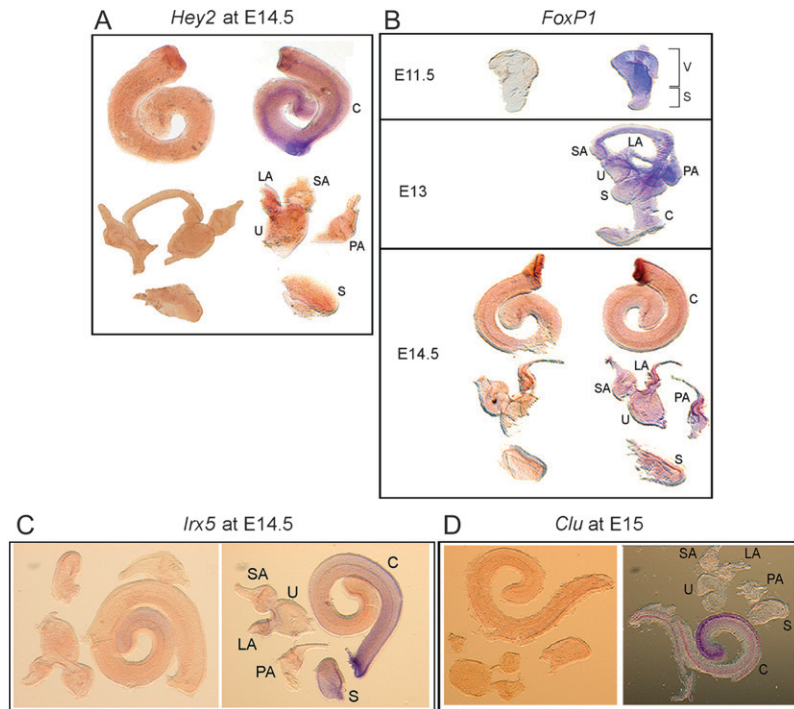 A
Hey2 at E14.5
C
LA
SA
U
PA
S
B
FoxP1
E11.5
V
S
E13
LA
SA
PA
U
S
C
E14.5
C
LA
SA
PA
U
S
C
Irx5 at E14.5
C
SA
U
LA
PA
S
D
Clu at E15
SA
LA
U
PA
S
C